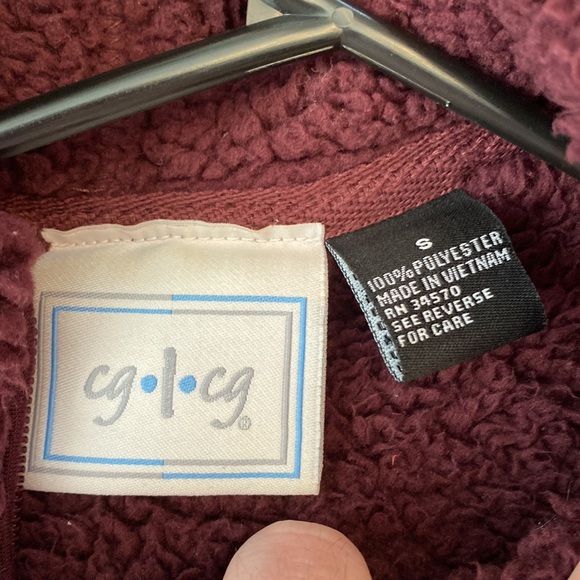 cg•|•cg®
S
100% POLYESTER
MADE IN VIETNAM
RN 34570
SEE REVERSE
FOR CARE